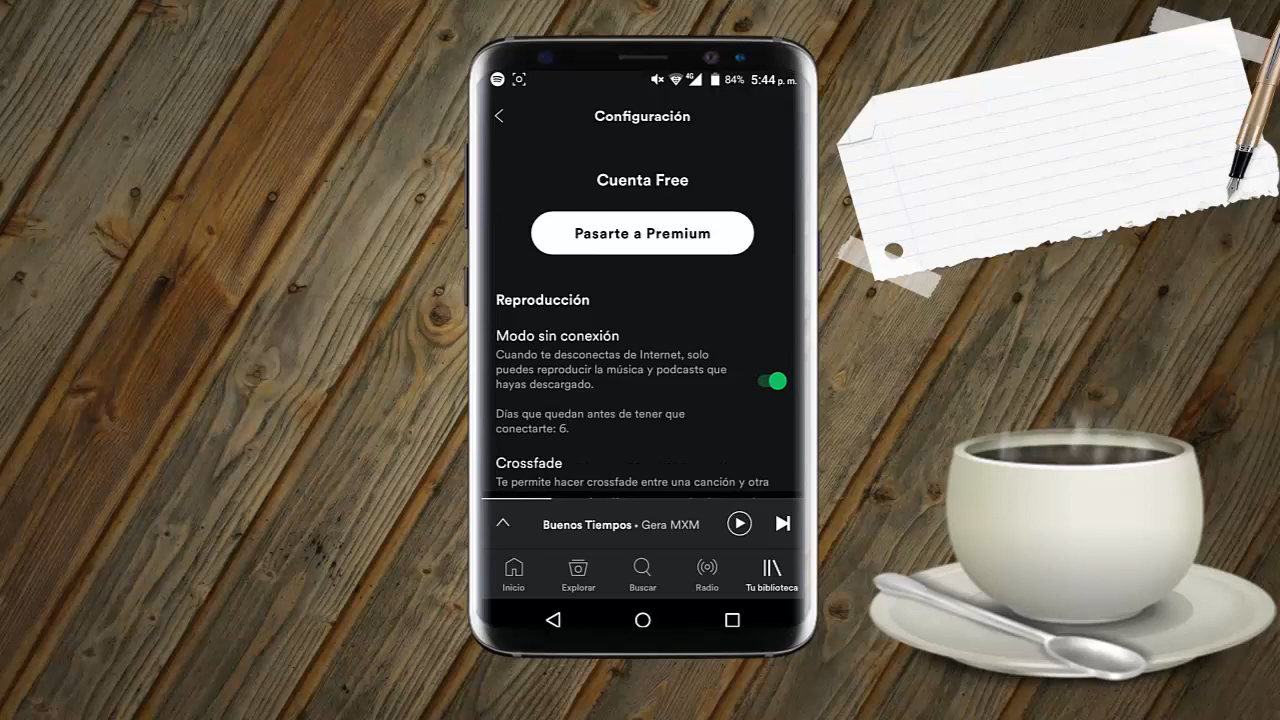 4G 84% 5:44 p. m.
Configuración
Cuenta Free
Pasarte a Premium
Reproducción
Modo sin conexión
Cuando te desconectas de Internet, solo
puedes reproducir la música y podcasts que
hayas descargado.
Días que quedan antes de tener que
conectarte: 6.
Crossfade
Te permite hacer crossfade entre una canción y otra
Buenos Tiempos • Gera MXM
Inicio Explorar Buscar Radio Tu biblioteca